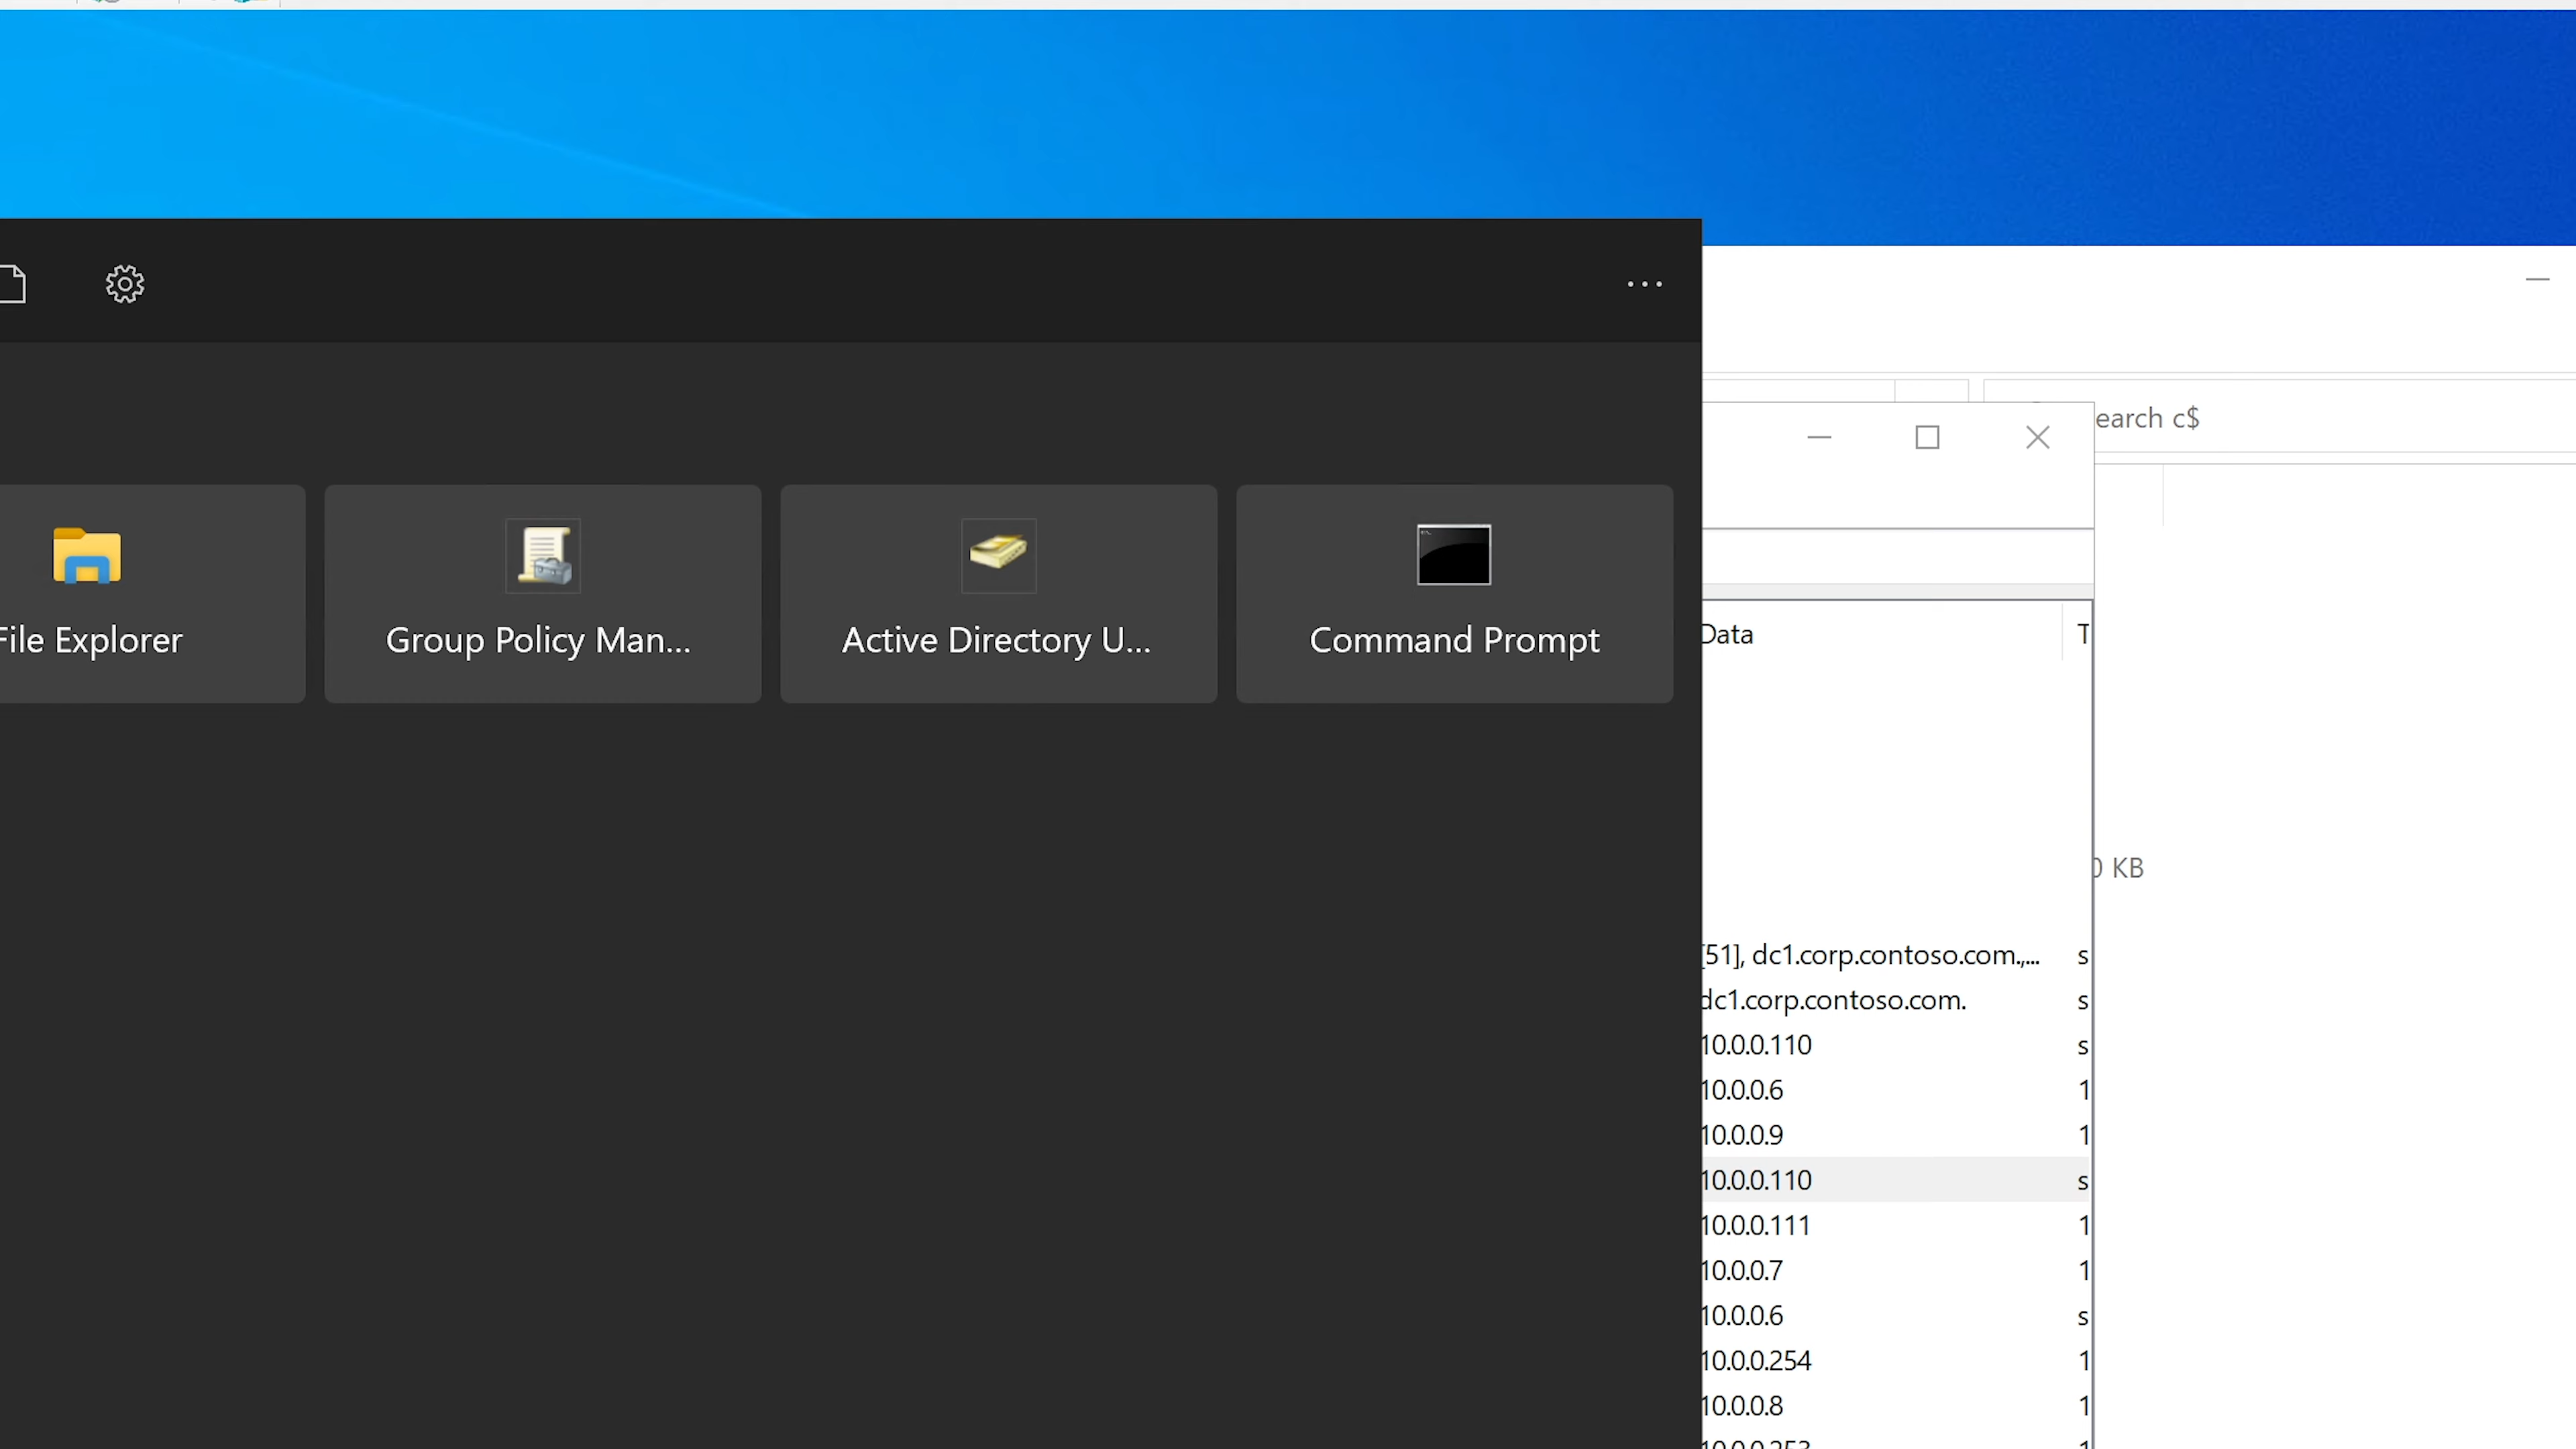 earch c$
File Explorer
Group Policy Man...
Active Directory U...
Command Prompt
Data T
0 KB
[51], dc1.corp.contoso.com.,... s
dc1.corp.contoso.com. s
10.0.0.110 s
10.0.0.6 1
10.0.0.9 1
10.0.0.110 s
10.0.0.111 1
10.0.0.7 1
10.0.0.6 s
10.0.0.254 1
10.0.0.8 1